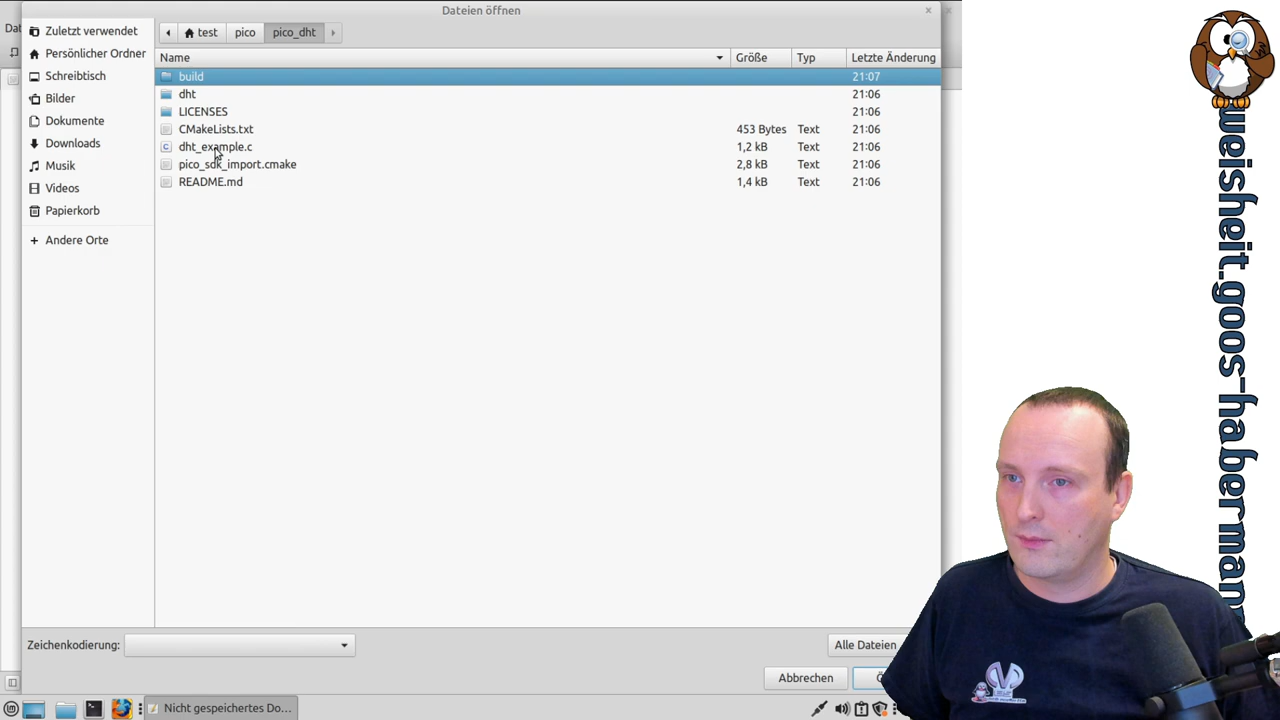 Dateien öffnen
test pico pico_dht
Name Größe Typ Letzte Änderung
Zuletzt verwendet
Persönlicher Ordner
Schreibtisch
Bilder
Dokumente
Downloads
Musik
Videos
Papierkorb
Andere Orte
build 21:07
dht 21:06
LICENSES 21:06
CMakeLists.txt 453 Bytes Text 21:06
dht_example.c 1,2 kB Text 21:06
pico_sdk_import.cmake 2,8 kB Text 21:06
README.md 1,4 kB Text 21:06
Zeichenkodierung:
Alle Dateien
Abbrechen
Nicht gespeichertes Do...